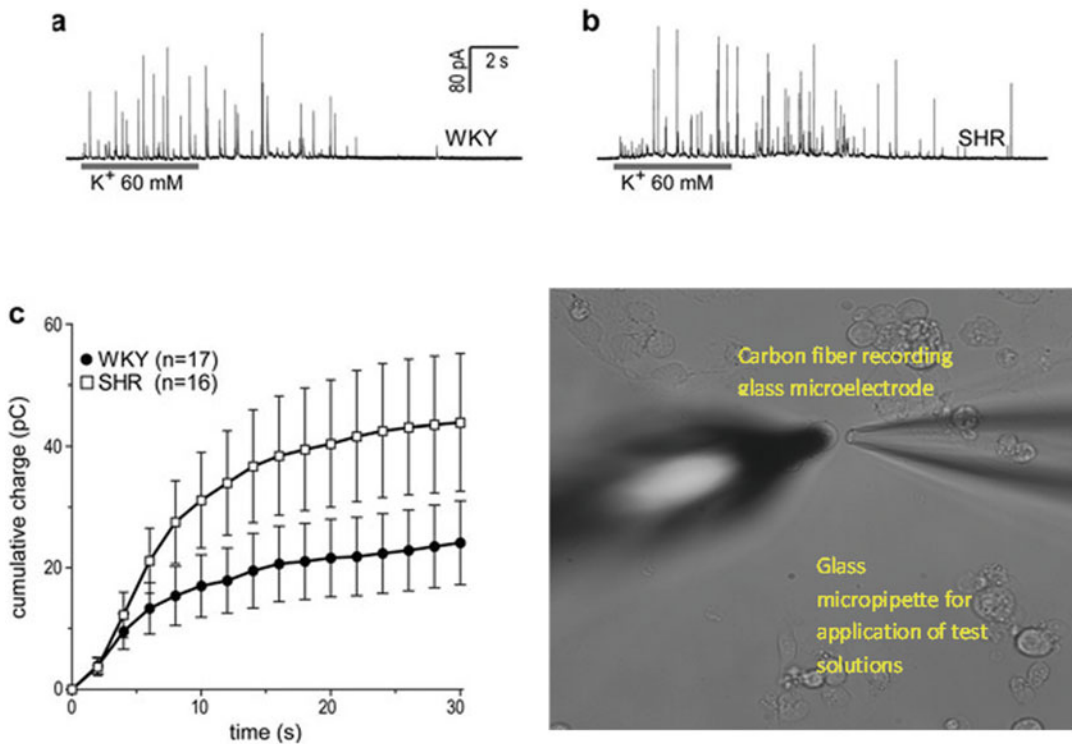 a
b
80 pA
2 s
WKY
SHR
K+ 60 mM
K+ 60 mM
c
60
40
20
0
cumulative charge (pC)
WKY (n=17)
SHR (n=16)
0
10
20
30
time (s)
Carbon fiber recording
glass microelectrode
Glass
micropipette for
application of test
solutions